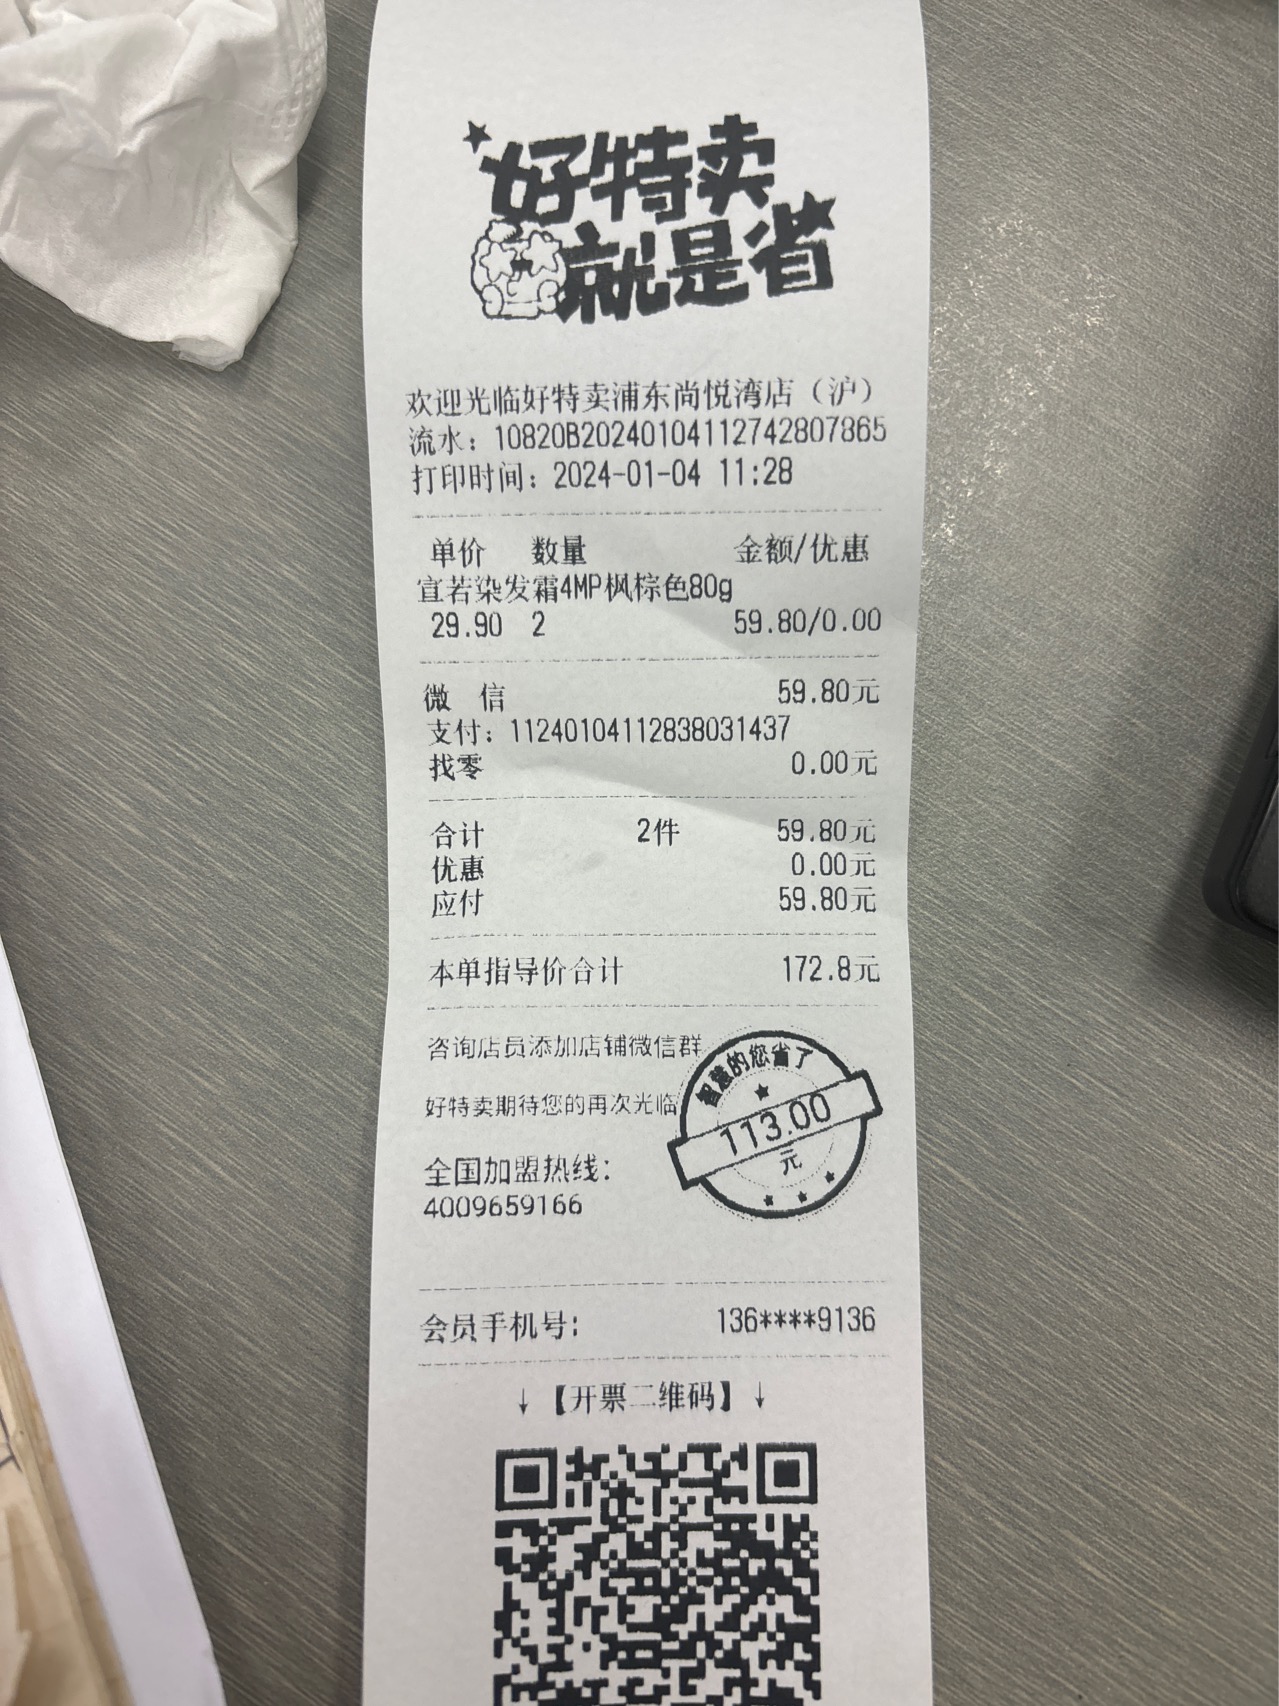 好特卖
就是省
欢迎光临好特卖浦东尚悦湾店（沪）
流水：10820B20240104112742807865
打印时间：2024-01-04 11:28
单价 数量 金额/优惠
宣若染发霜4MP枫棕色80g
29.90 2 59.80/0.00
微 信 59.80元
支付：11240104112838031437
找零 0.00元
合计 2件 59.80元
优惠 0.00元
应付 59.80元
本单指导价合计 172.8元
咨询店员添加店铺微信群
智慧的您省了
113.00
元
好特卖期待您的再次光临
全国加盟热线：
4009659166
会员手机号： 136****9136
↓【开票二维码】↓